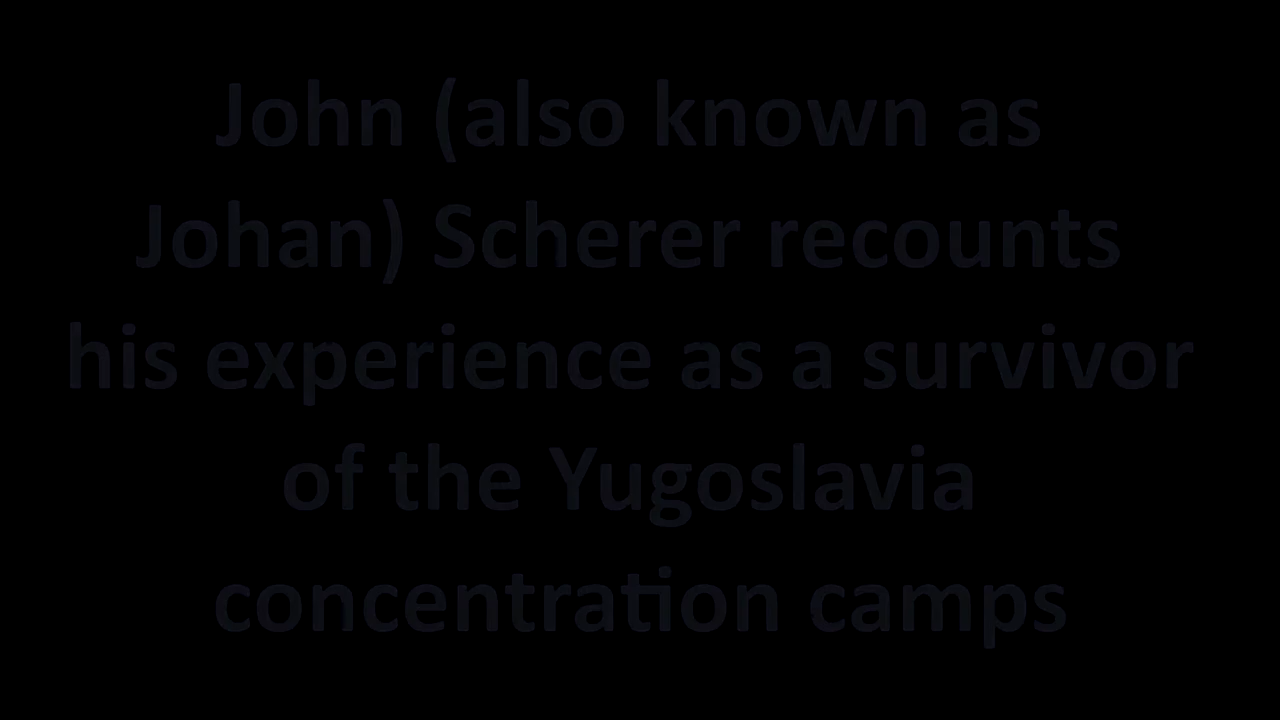 John (also known as
Johan) Scherer recounts
his experience as a survivor
of the Yugoslavia
concentration camps